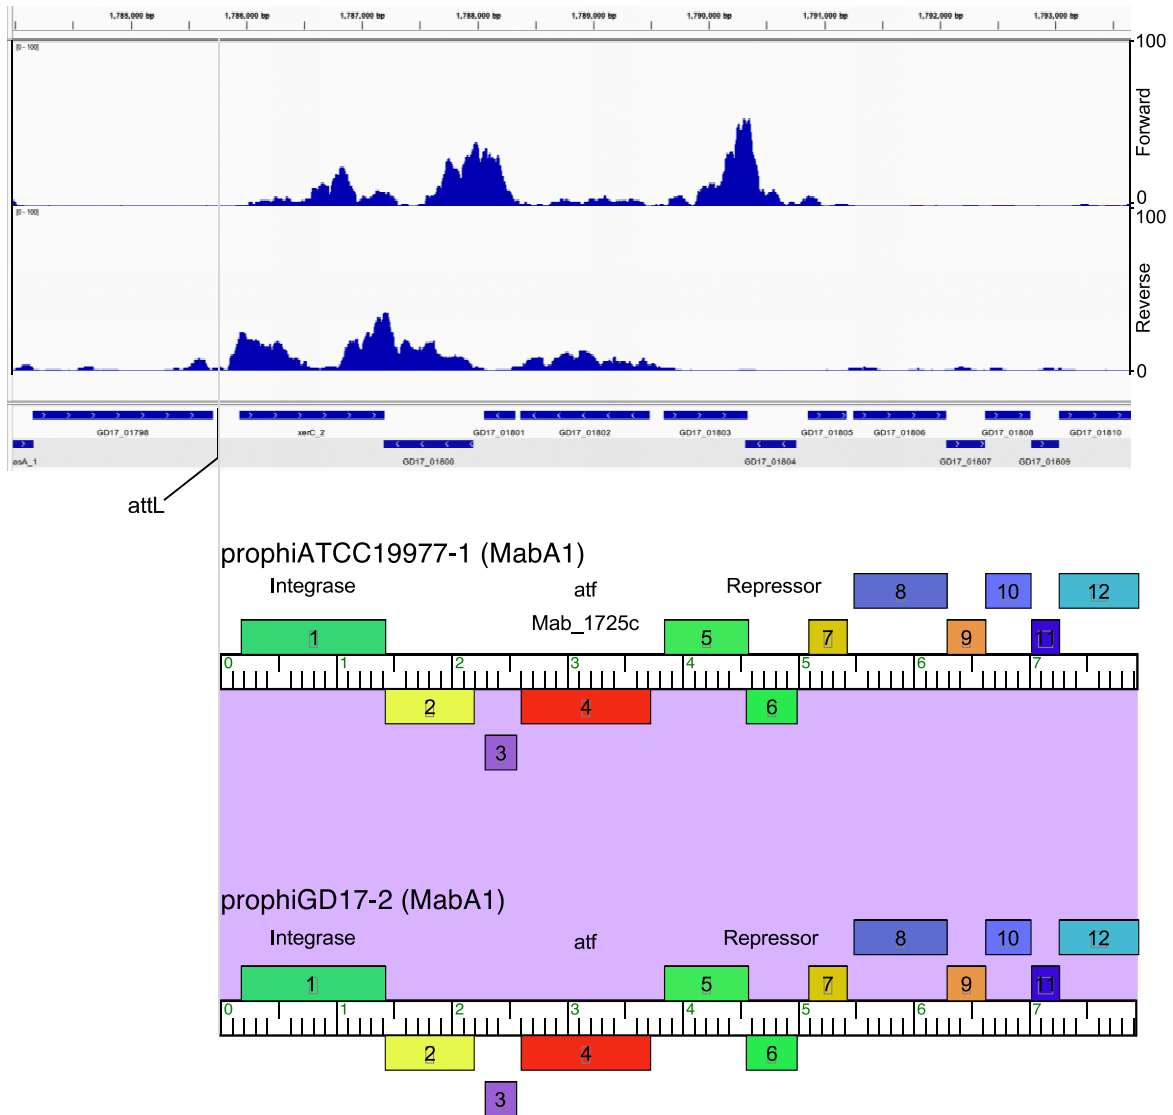 1,785,000 bp 1,786,000 bp 1,787,000 bp 1,788,000 bp 1,789,000 bp 1,790,000 bp 1,791,000 bp 1,792,000 bp 1,793,000 bp
[0 - 100]
100
Forward
0
[0 - 100]
100
Reverse
0
GD17_01798 xerC_2 GD17_01801 GD17_01802 GD17_01803 GD17_01805 GD17_01806 GD17_01808 GD17_01810
asA_1 GD17_01800 GD17_01804 GD17_01807 GD17_01809
attL
prophiATCC19977-1 (MabA1)
Integrase atf Repressor 8 10 12
Mab_1725c
1 5 7 9 11
0 1 2 3 4 5 6 7
2 4 6
3
prophiGD17-2 (MabA1)
Integrase atf Repressor 8 10 12
1 5 7 9 11
0 1 2 3 4 5 6 7
2 4 6
3